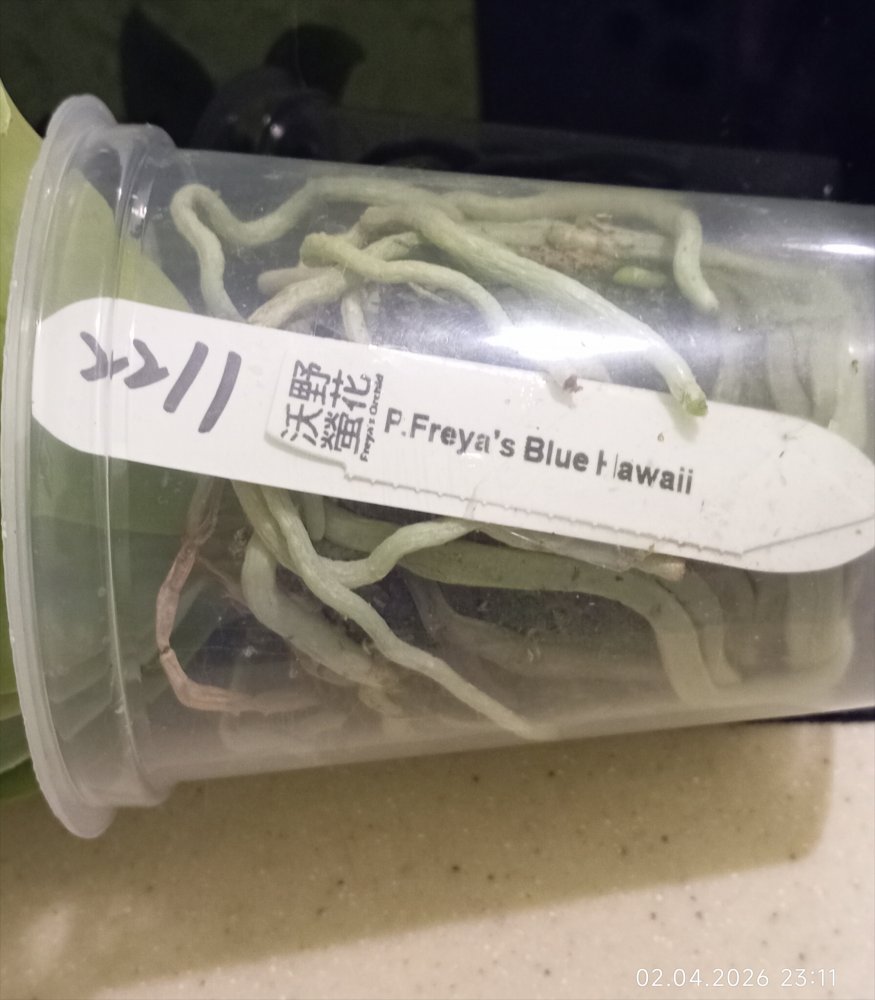 野花
沃螢
Freya's Orchid
P.Freya's Blue Hawaii
02.04.2026 23:11